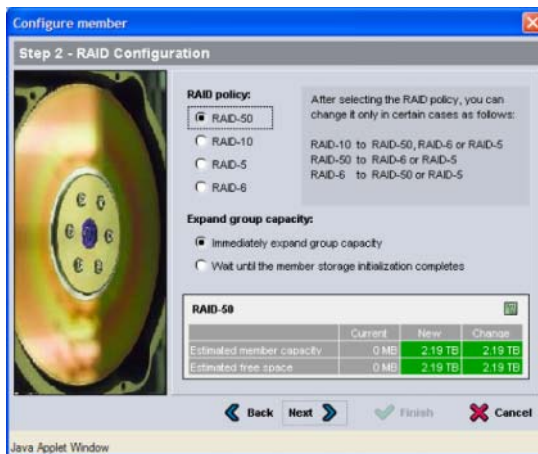 Configure member
Step 2 - RAID Configuration
RAID policy:
RAID-50
RAID-10
RAID-5
RAID-6
After selecting the RAID policy, you can
change it only in certain cases as follows:
RAID-10 to RAID-50, RAID-6 or RAID-5
RAID-50 to RAID-6 or RAID-5
RAID-6 to RAID-50 or RAID-5
Expand group capacity:
Immediately expand group capacity
Wait until the member storage initialization completes
RAID-50
Current New Change
Estimated member capacity 0 MB 2.19 TB 2.19 TB
Estimated free space 0 MB 2.19 TB 2.19 TB
Back Next Finish Cancel
Java Applet Window